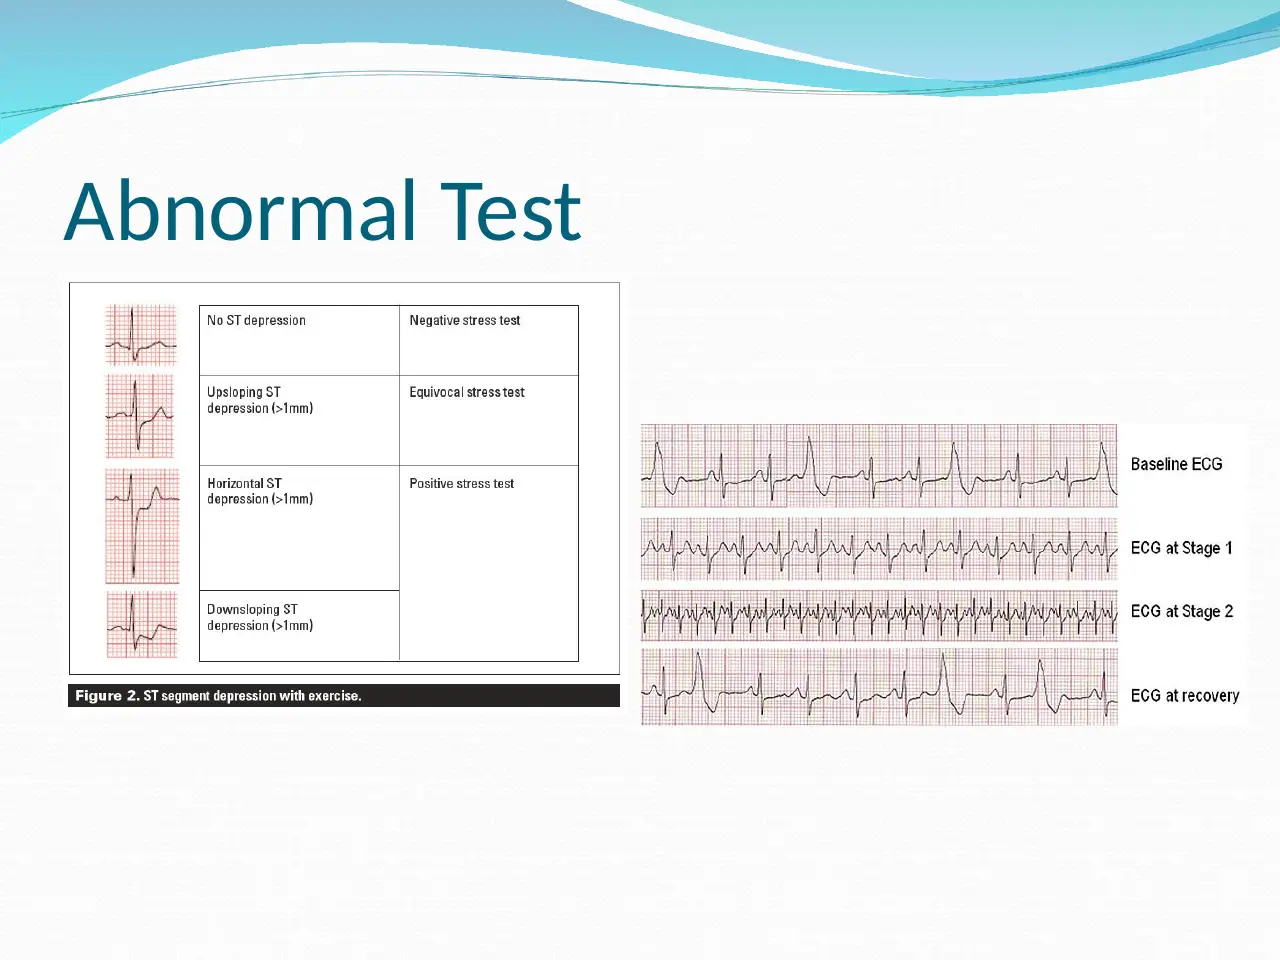 Abnormal Test
No ST depression
Negative stress test
Upsloping ST
depression (>1mm)
Equivocal stress test
Horizontal ST
depression (>1mm)
Positive stress test
Downsloping ST
depression (>1mm)
Figure 2. ST segment depression with exercise.
Baseline ECG
ECG at Stage 1
ECG at Stage 2
ECG at recovery